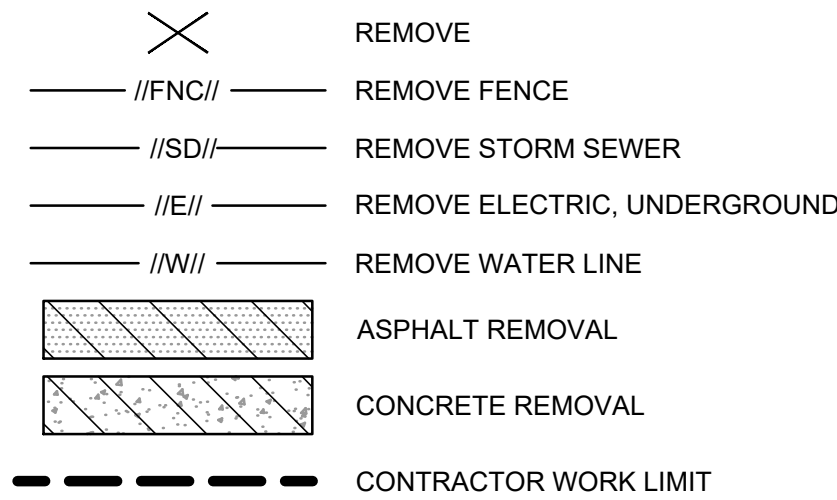 REMOVE
//FNC// REMOVE FENCE
//SD// REMOVE STORM SEWER
//E// REMOVE ELECTRIC, UNDERGROUND
//W// REMOVE WATER LINE
ASPHALT REMOVAL
CONCRETE REMOVAL
CONTRACTOR WORK LIMIT